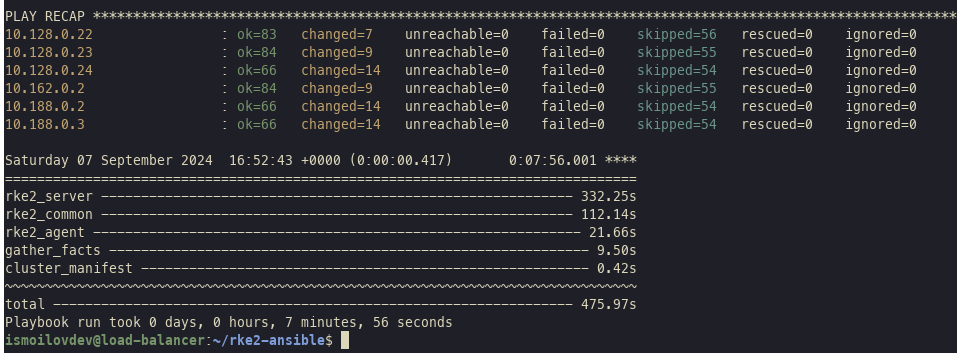 PLAY RECAP *********************************************************************************************************
10.128.0.22                : ok=83   changed=7    unreachable=0    failed=0    skipped=56   rescued=0    ignored=0
10.128.0.23                : ok=84   changed=9    unreachable=0    failed=0    skipped=55   rescued=0    ignored=0
10.128.0.24                : ok=66   changed=14   unreachable=0    failed=0    skipped=54   rescued=0    ignored=0
10.162.0.2                 : ok=84   changed=9    unreachable=0    failed=0    skipped=55   rescued=0    ignored=0
10.188.0.2                 : ok=66   changed=14   unreachable=0    failed=0    skipped=54   rescued=0    ignored=0
10.188.0.3                 : ok=66   changed=14   unreachable=0    failed=0    skipped=54   rescued=0    ignored=0
Saturday 07 September 2024  16:52:43 +0000 (0:00:00.417)       0:07:56.001 ****
===============================================================================
rke2_server ----------------------------------------------------------- 332.25s
rke2_common ----------------------------------------------------------- 112.14s
rke2_agent ------------------------------------------------------------- 21.66s
gather_facts ------------------------------------------------------------ 9.50s
cluster_manifest -------------------------------------------------------- 0.42s
~~~~~~~~~~~~~~~~~~~~~~~~~~~~~~~~~~~~~~~~~~~~~~~~~~~~~~~~~~~~~~~~~~~~~~~~~~~~~~~
total ----------------------------------------------------------------- 475.97s
Playbook run took 0 days, 0 hours, 7 minutes, 56 seconds
ismoilovdev@load-balancer:~/rke2-ansible$